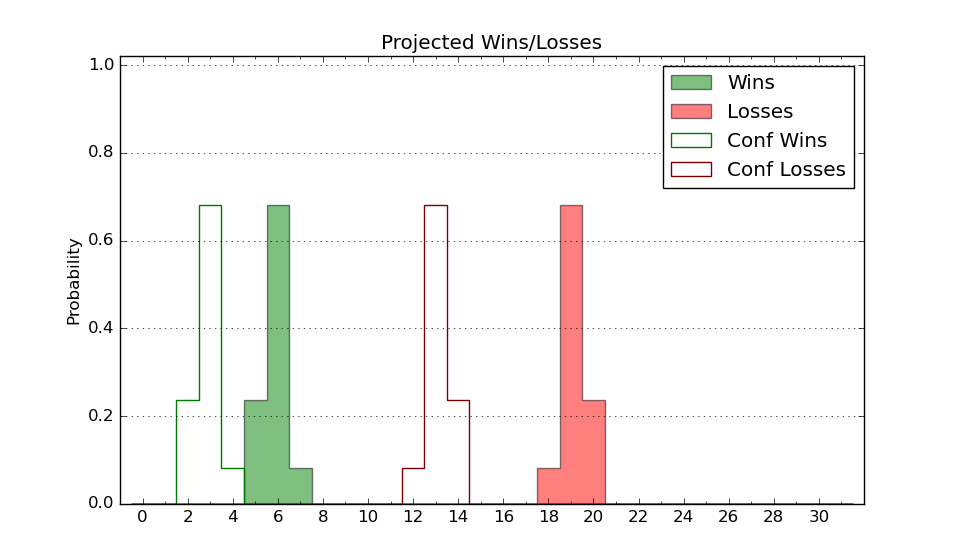 Projected Wins/Losses
1.0
0.8
0.6
0.4
0.2
0.0
Probability
Wins
Losses
Conf Wins
Conf Losses
0 2 4 6 8 10 12 14 16 18 20 22 24 26 28 30